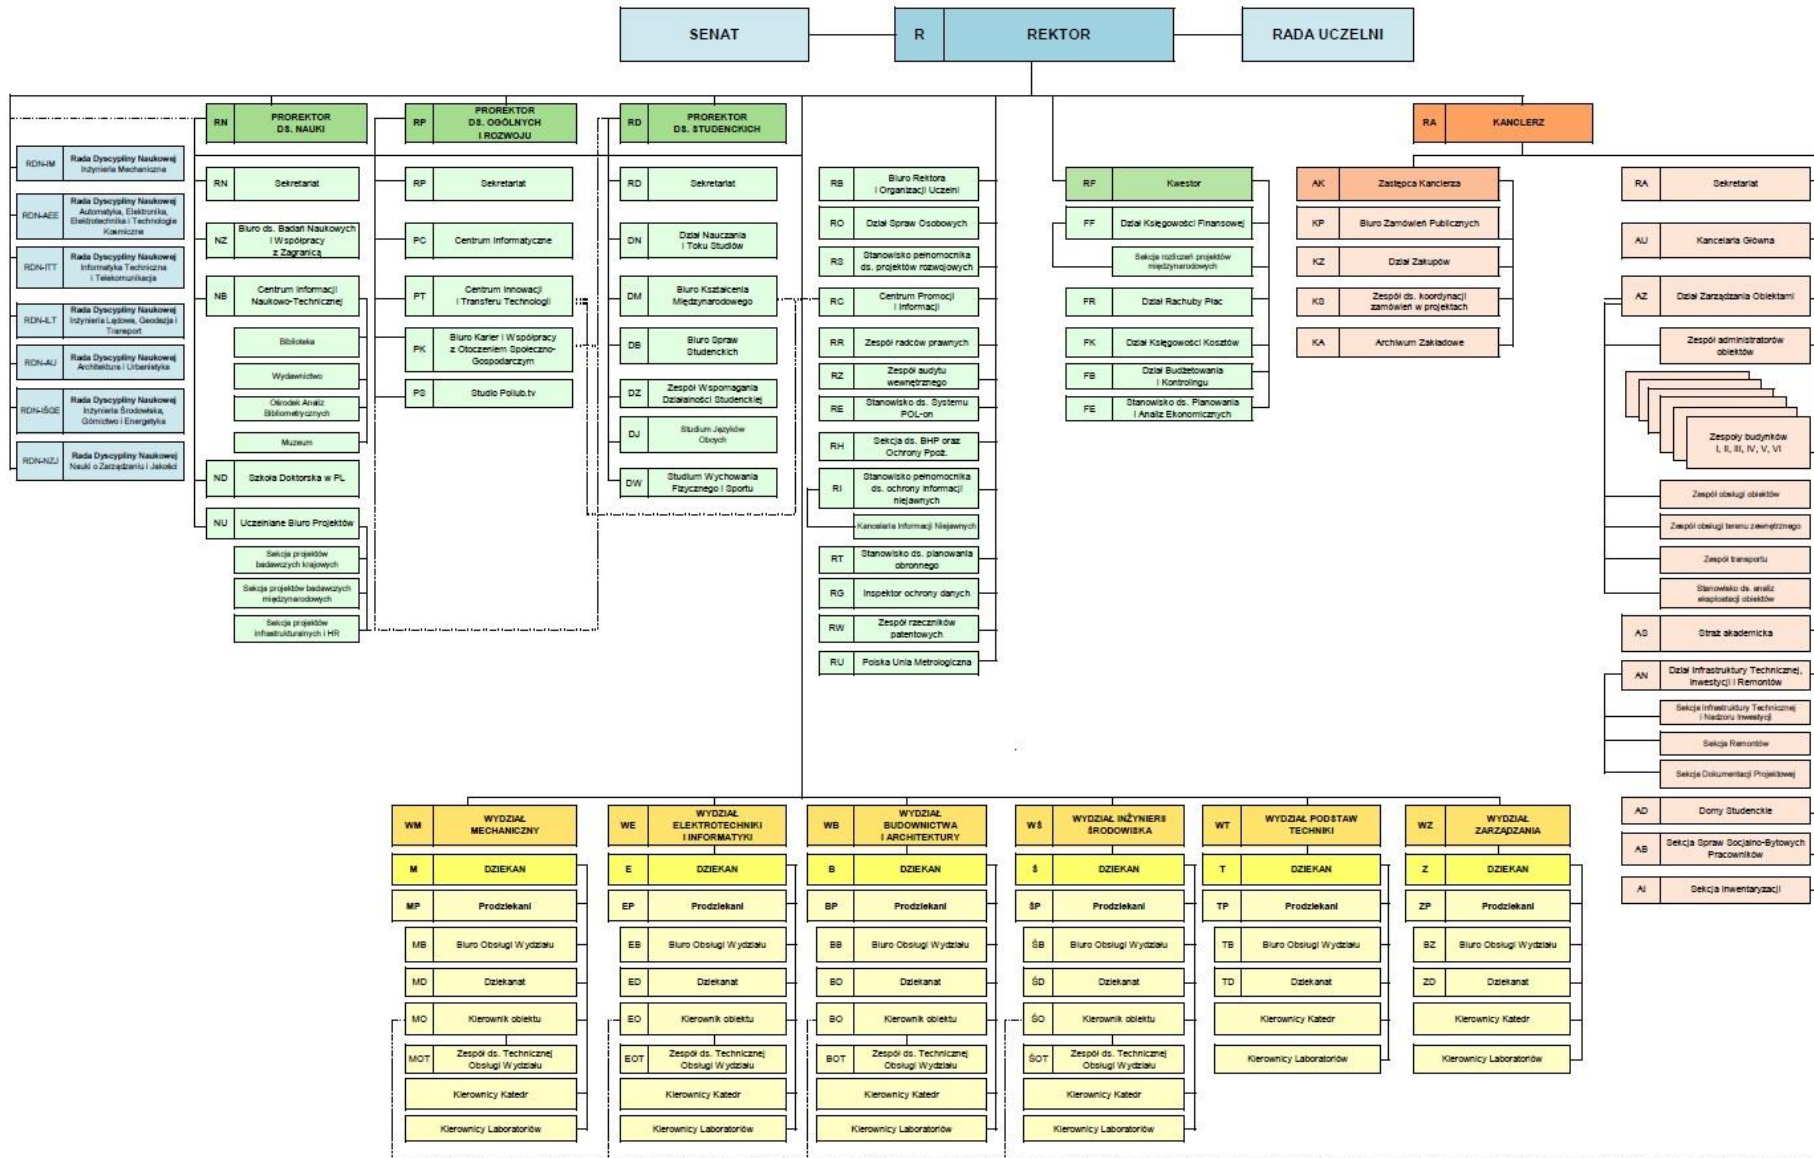 SENAT
R
REKTOR
RADA UCZELNI
RN
PROREKTOR
DS. NAUKI
RP
PROREKTOR
DS. OGÓLNYCH
I ROZWOJU
RD
PROREKTOR
DS. STUDENCKICH
RA
KANCLERZ
RDN-IM
Rada Dyscypliny Naukowej
Inżynieria Mechaniczna
RDN-AEE
Rada Dyscypliny Naukowej
Automatyka, Elektronika,
Elektrotechnika i Technologie
Kosmiczne
RDN-ITT
Rada Dyscypliny Naukowej
Informatyka Techniczna
i Telekomunikacja
RDN-ILT
Rada Dyscypliny Naukowej
Inżynieria Lądowa, Geodezja i
Transport
RDN-AU
Rada Dyscypliny Naukowej
Architektura i Urbanistyka
RDN-IŚGE
Rada Dyscypliny Naukowej
Inżynieria Środowiska,
Górnictwo i Energetyka
RDN-NZJ
Rada Dyscypliny Naukowej
Nauki o Zarządzaniu i Jakości
RN
Sekretariat
NZ
Biuro ds. Badań Naukowych
i Współpracy
z Zagranicą
NB
Centrum Informacji
Naukowo-Technicznej
Biblioteka
Wydawnictwo
Ośrodek Analiz
Bibliometrycznych
Muzeum
ND
Szkoła Doktorska w PL
NU
Uczelniane Biuro Projektów
Sekcja projektów
badawczych krajowych
Sekcja projektów badawczych
międzynarodowych
Sekcja projektów
infrastrukturalnych i HR
RP
Sekretariat
PC
Centrum Informatyczne
PT
Centrum Innowacji
i Transferu Technologii
PK
Biuro Karier i Współpracy
z Otoczeniem Społeczno-
Gospodarczym
PS
Studio Pollub.tv
RD
Sekretariat
DN
Dział Nauczania
i Toku Studiów
DM
Biuro Kształcenia
Międzynarodowego
DB
Biuro Spraw
Studenckich
DZ
Zespół Wspomagania
Działalności Studenckiej
DJ
Studium Języków
Obcych
DW
Studium Wychowania
Fizycznego i Sportu
RB
Biuro Rektora
i Organizacji Uczelni
RO
Dział Spraw Osobowych
RS
Stanowisko pełnomocnika
ds. projektów rozwojowych
RC
Centrum Promocji
i Informacji
RR
Zespół radców prawnych
RZ
Zespół audytu
wewnętrznego
RE
Stanowisko ds. Systemu
POL-on
RH
Sekcja ds. BHP oraz
Ochrony Ppoż.
RI
Stanowisko pełnomocnika
ds. ochrony informacji
niejawnych
Kancelaria Informacji Niejawnych
RT
Stanowisko ds. planowania
obronnego
RG
Inspektor ochrony danych
RW
Zespół rzeczników
patentowych
RU
Polska Unia Metrologiczna
RF
Kwestor
FF
Dział Księgowości Finansowej
Sekcja rozliczeń projektów
międzynarodowych
FR
Dział Rachuby Płac
FK
Dział Księgowości Kosztów
FB
Dział Budżetowania
i Kontrolingu
FE
Stanowisko ds. Planowania
i Analiz Ekonomicznych
AK
Zastępca Kanclerza
KP
Biuro Zamówień Publicznych
KZ
Dział Zakupów
KS
Zespół ds. koordynacji
zamówień w projektach
KA
Archiwum Zakładowe
RA
Sekretariat
AU
Kancelaria Główna
AZ
Dział Zarządzania Obiektami
Zespół administratorów
obiektów
Zespoły budynków
I, II, III, IV, V, VI
Zespół obsługi obiektów
Zespół obsługi terenu zewnętrznego
Zespół transportu
Stanowisko ds. analiz
eksploatacji obiektów
AS
Straż akademicka
AN
Dział Infrastruktury Technicznej,
Inwestycji i Remontów
Sekcja Infrastruktury Technicznej
i Nadzoru Inwestycji
Sekcja Remontów
Sekcja Dokumentacji Projektowej
AD
Domy Studenckie
AB
Sekcja Spraw Socjalno-Bytowych
Pracowników
AI
Sekcja Inwentaryzacji
WM
WYDZIAŁ
MECHANICZNY
M
DZIEKAN
MP
Prodziekani
MB
Biuro Obsługi Wydziału
MD
Dziekanat
MO
Kierownik obiektu
MOT
Zespół ds. Technicznej
Obsługi Wydziału
Kierownicy Katedr
Kierownicy Laboratoriów
WE
WYDZIAŁ
ELEKTROTECHNIKI
I INFORMATYKI
E
DZIEKAN
EP
Prodziekani
EB
Biuro Obsługi Wydziału
ED
Dziekanat
EO
Kierownik obiektu
EOT
Zespół ds. Technicznej
Obsługi Wydziału
Kierownicy Katedr
Kierownicy Laboratoriów
WB
WYDZIAŁ
BUDOWNICTWA
I ARCHITEKTURY
B
DZIEKAN
BP
Prodziekani
BB
Biuro Obsługi Wydziału
BD
Dziekanat
BO
Kierownik obiektu
BOT
Zespół ds. Technicznej
Obsługi Wydziału
Kierownicy Katedr
Kierownicy Laboratoriów
WŚ
WYDZIAŁ INŻYNIERII
ŚRODOWISKA
Ś
DZIEKAN
ŚP
Prodziekani
ŚB
Biuro Obsługi Wydziału
ŚD
Dziekanat
ŚO
Kierownik obiektu
ŚOT
Zespół ds. Technicznej
Obsługi Wydziału
Kierownicy Katedr
Kierownicy Laboratoriów
WT
WYDZIAŁ PODSTAW
TECHNIKI
T
DZIEKAN
TP
Prodziekani
TB
Biuro Obsługi Wydziału
TD
Dziekanat
Kierownicy Katedr
Kierownicy Laboratoriów
WZ
WYDZIAŁ
ZARZĄDZANIA
Z
DZIEKAN
ZP
Prodziekani
BZ
Biuro Obsługi Wydziału
ZD
Dziekanat
Kierownicy Katedr
Kierownicy Laboratoriów